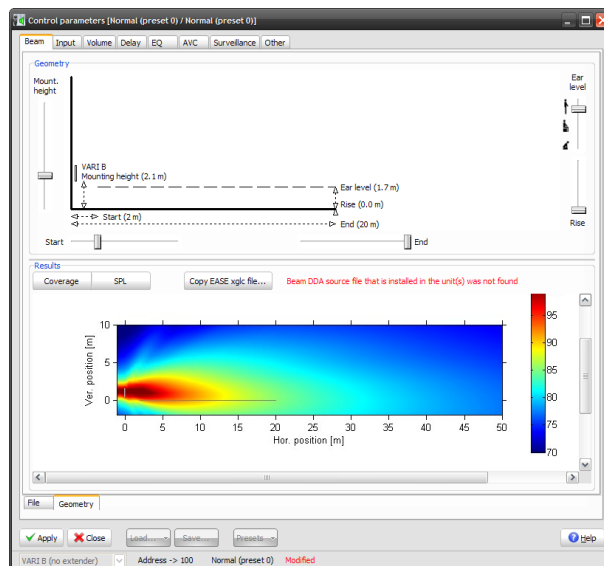 Control parameters [Normal (preset 0) / Normal (preset 0)]
Beam Input Volume Delay EQ AVC Surveillance Other
Geometry
Mount. height
Ear level
VARI B
Mounting height (2.1 m)
Ear level (1.7 m)
Rise (0.0 m)
Start (2 m)
End (20 m)
Rise
Start
End
Results
Coverage SPL Copy EASE xglc file... Beam DDA source file that is installed in the unit(s) was not found
10
5
0
Ver. position [m]
0 5 10 15 20 25 30 35 40 45 50
Hor. position [m]
95
90
85
80
75
70
File Geometry
Apply Close Load... Save... Presets Help
VARI B (no extender) Address -> 100 Normal (preset 0) Modified